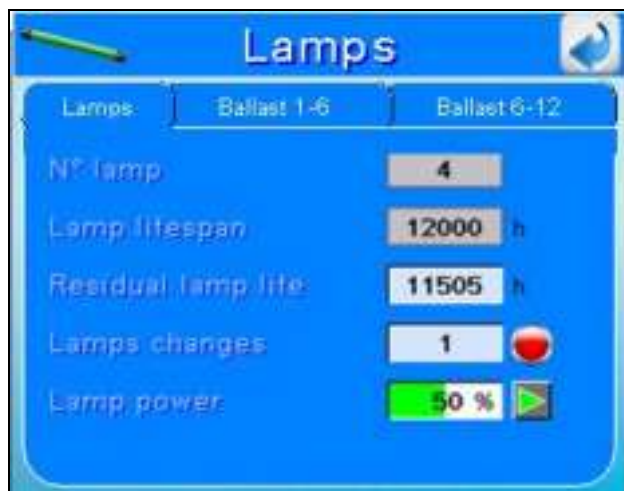 Lamps
Lamps Ballast 1-6 Ballast 6-12
N° lamp 4
Lamp lifespan 12000 h
Residual lamp life 11505 h
Lamps changes 1
Lamp power 50 %